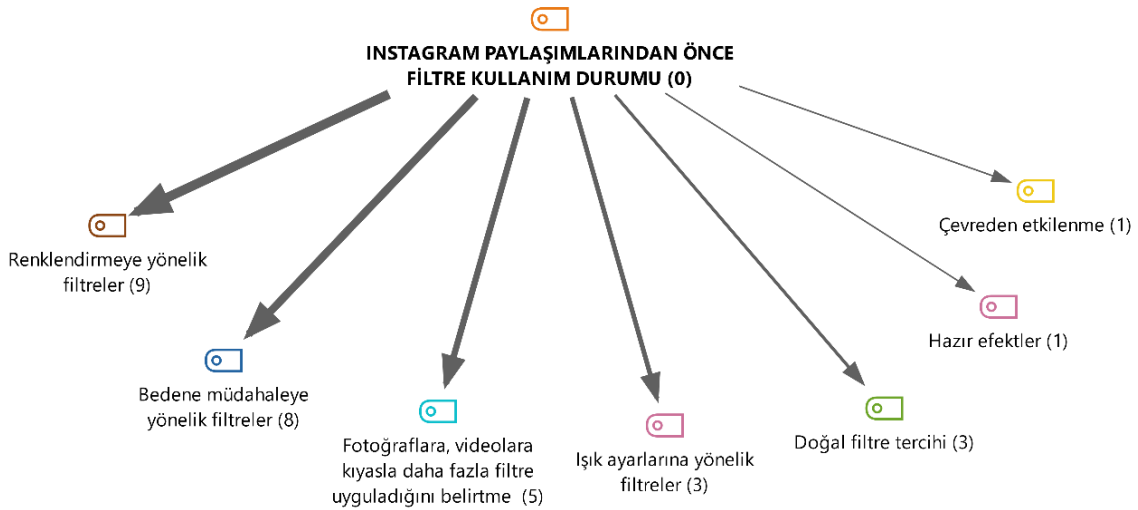 INSTAGRAM PAYLAŞIMLARINDAN ÖNCE
FİLTRE KULLANIM DURUMU (0)
Renklendirmeye yönelik
filtreler (9)
Bedene müdahaleye
yönelik filtreler (8)
Fotoğraflara, videolara
kıyasla daha fazla filtre
uyguladığını belirtme (5)
Işık ayarlarına yönelik
filtreler (3)
Doğal filtre tercihi (3)
Hazır efektler (1)
Çevreden etkilenme (1)